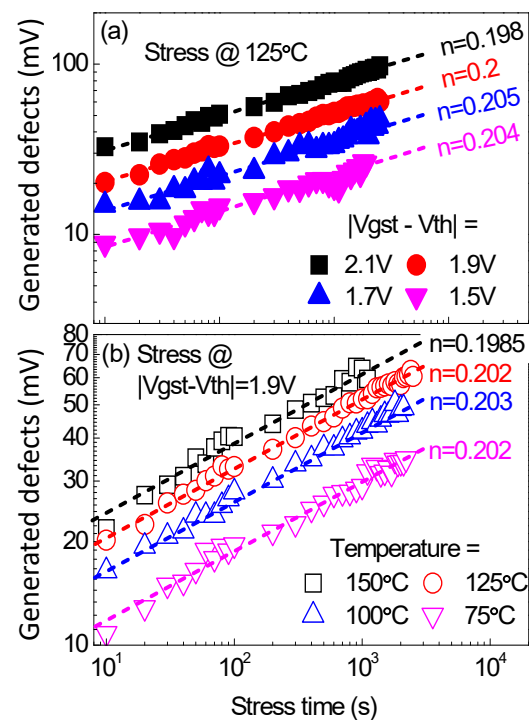 (a)
Stress @ 125°C
n=0.198
n=0.2
n=0.205
n=0.204
|Vgst - Vth| =
2.1V 1.9V
1.7V 1.5V
100
10
Generated defects (mV)
(b) Stress @
|Vgst-Vth|=1.9V
n=0.1985
n=0.202
n=0.203
n=0.202
Temperature =
150°C 125°C
100°C 75°C
80
70
60
50
40
30
20
10
Generated defects (mV)
10¹ 10² 10³ 10⁴
Stress time (s)